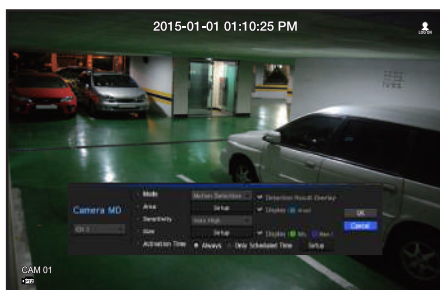 2015-01-01 01:10:25 PM
LOG ON
Mode
Motion Detection
Detection Result Overlay
Camera MD
Area
Setup
Display
Area
OK
Sensitivity
Very High
Cancel
Size
Setup
Display
Activation Time
Always
Only Scheduled Time
Setup
CAM 01